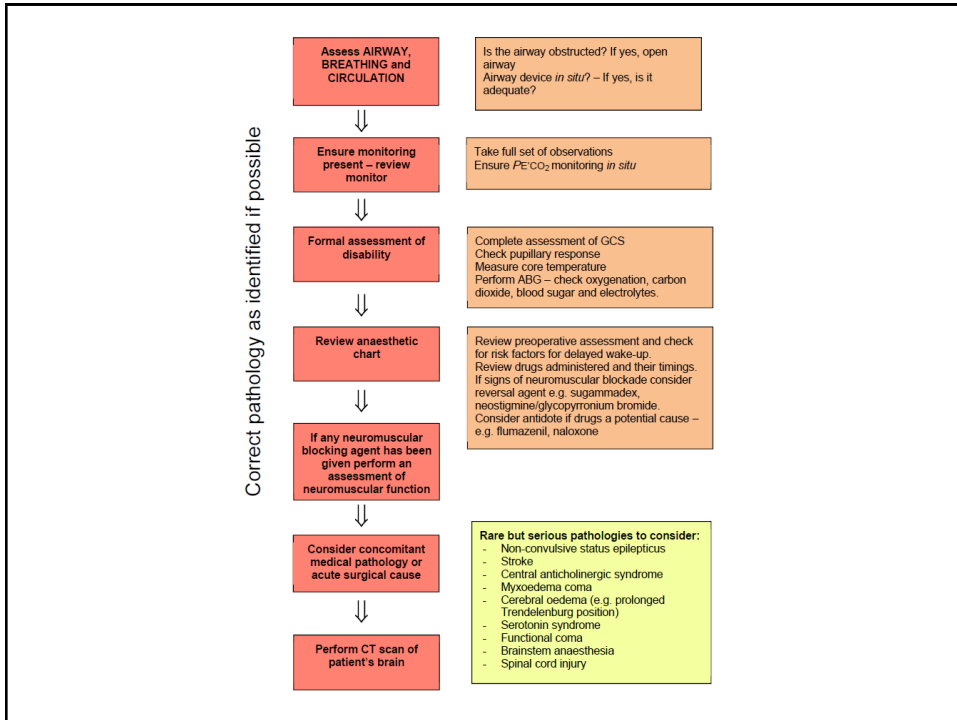 Correct pathology as identified if possible
Assess AIRWAY,
BREATHING and
CIRCULATION
Is the airway obstructed? If yes, open
airway
Airway device in situ? – If yes, is it
adequate?
Ensure monitoring
present – review
monitor
Take full set of observations
Ensure PE'CO₂ monitoring in situ
Formal assessment of
disability
Complete assessment of GCS
Check pupillary response
Measure core temperature
Perform ABG – check oxygenation, carbon
dioxide, blood sugar and electrolytes.
Review anaesthetic
chart
Review preoperative assessment and check
for risk factors for delayed wake-up.
Review drugs administered and their timings.
If signs of neuromuscular blockade consider
reversal agent e.g. sugammadex,
neostigmine/glycopyrronium bromide.
Consider antidote if drugs a potential cause –
e.g. flumazenil, naloxone
If any neuromuscular
blocking agent has been
given perform an
assessment of
neuromuscular function
Consider concomitant
medical pathology or
acute surgical cause
Rare but serious pathologies to consider:
- Non-convulsive status epilepticus
- Stroke
- Central anticholinergic syndrome
- Myxoedema coma
- Cerebral oedema (e.g. prolonged
Trendelenburg position)
- Serotonin syndrome
- Functional coma
- Brainstem anaesthesia
- Spinal cord injury
Perform CT scan of
patient's brain